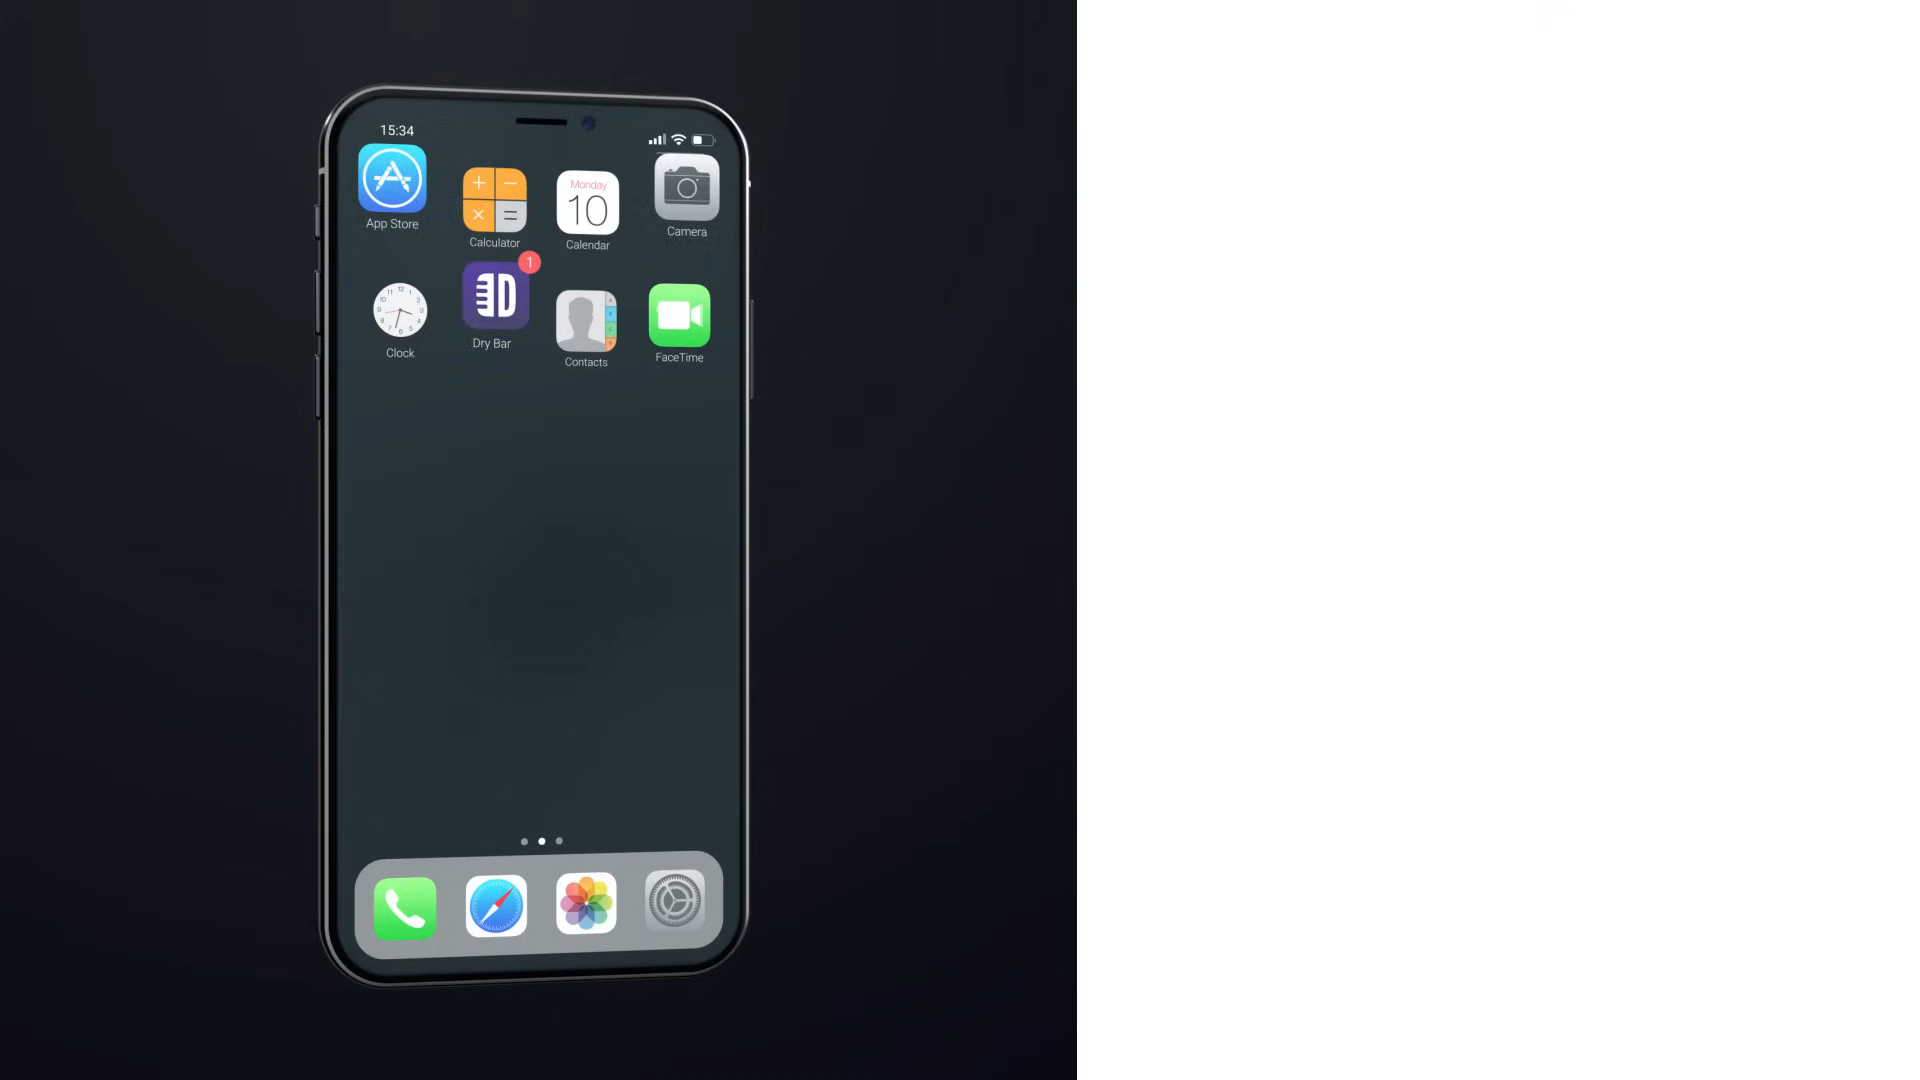 15:34
App Store
Calculator
Monday
10
Calendar
Camera
Clock
1
Dry Bar
Contacts
FaceTime